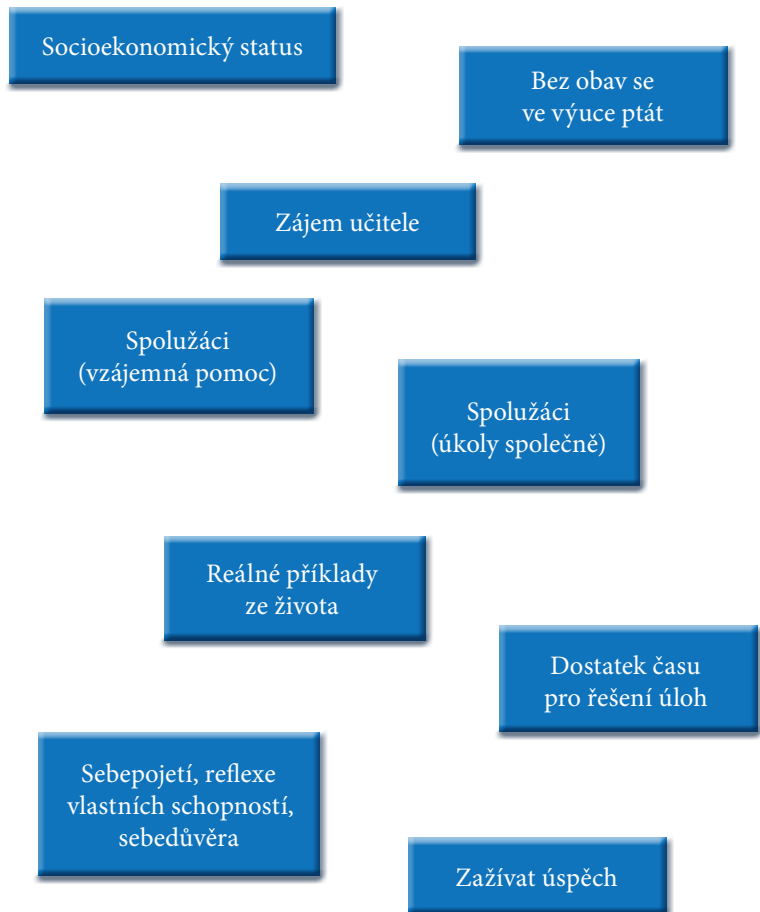 Socioekonomický status
Bez obav se
ve výuce ptát
Zájem učitele
Spolužáci
(vzájemná pomoc)
Spolužáci
(úkoly společně)
Reálné příklady
ze života
Dostatek času
pro řešení úloh
Sebepojetí, reflexe
vlastních schopností,
sebedůvěra
Zažívat úspěch